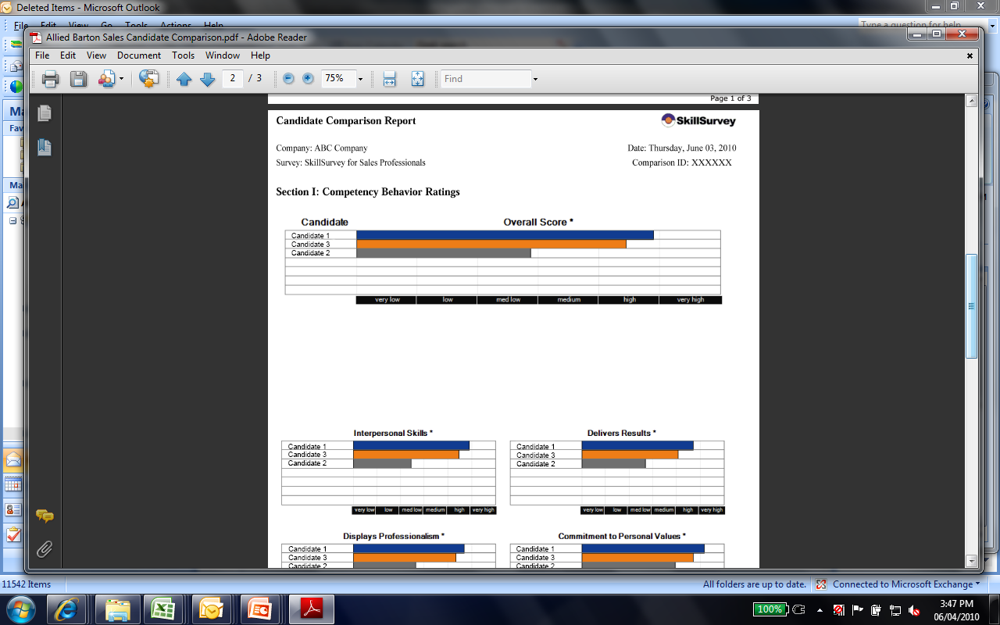 Deleted Items - Microsoft Outlook
File Edit View Go Tools Actions Help
Type a question for help
Allied Barton Sales Candidate Comparison.pdf - Adobe Reader
File Edit View Document Tools Window Help
2 / 3 75% Find
Page 1 of 3
Candidate Comparison Report
SkillSurvey
Company: ABC Company
Date: Thursday, June 03, 2010
Survey: SkillSurvey for Sales Professionals
Comparison ID: XXXXXX
Section I: Competency Behavior Ratings
Candidate Overall Score *
Candidate 1
Candidate 3
Candidate 2
very low low med low medium high very high
Interpersonal Skills *
Candidate 1
Candidate 3
Candidate 2
very low low med low medium high very high
Delivers Results *
Candidate 1
Candidate 3
Candidate 2
very low low med low medium high very high
Displays Professionalism *
Candidate 1
Candidate 3
Candidate 2
Commitment to Personal Values *
Candidate 1
Candidate 3
Candidate 2
11542 Items
All folders are up to date.
Connected to Microsoft Exchange
100%
3:47 PM
06/04/2010